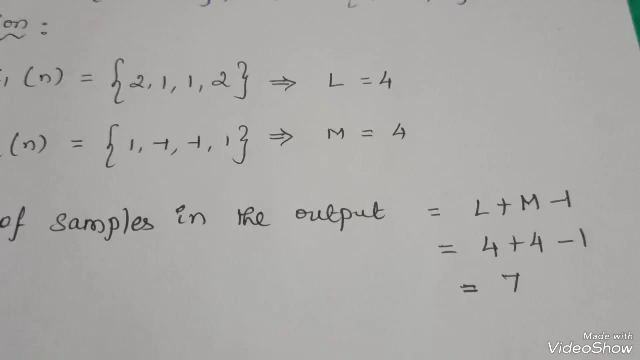 on:
(n) = {2, 1, 1, 2} ⇒ L = 4
(n) = {1, -1, -1, 1} ⇒ M = 4
of samples in the output = L + M - 1
= 4 + 4 - 1
= 7
Made with
VideoShow